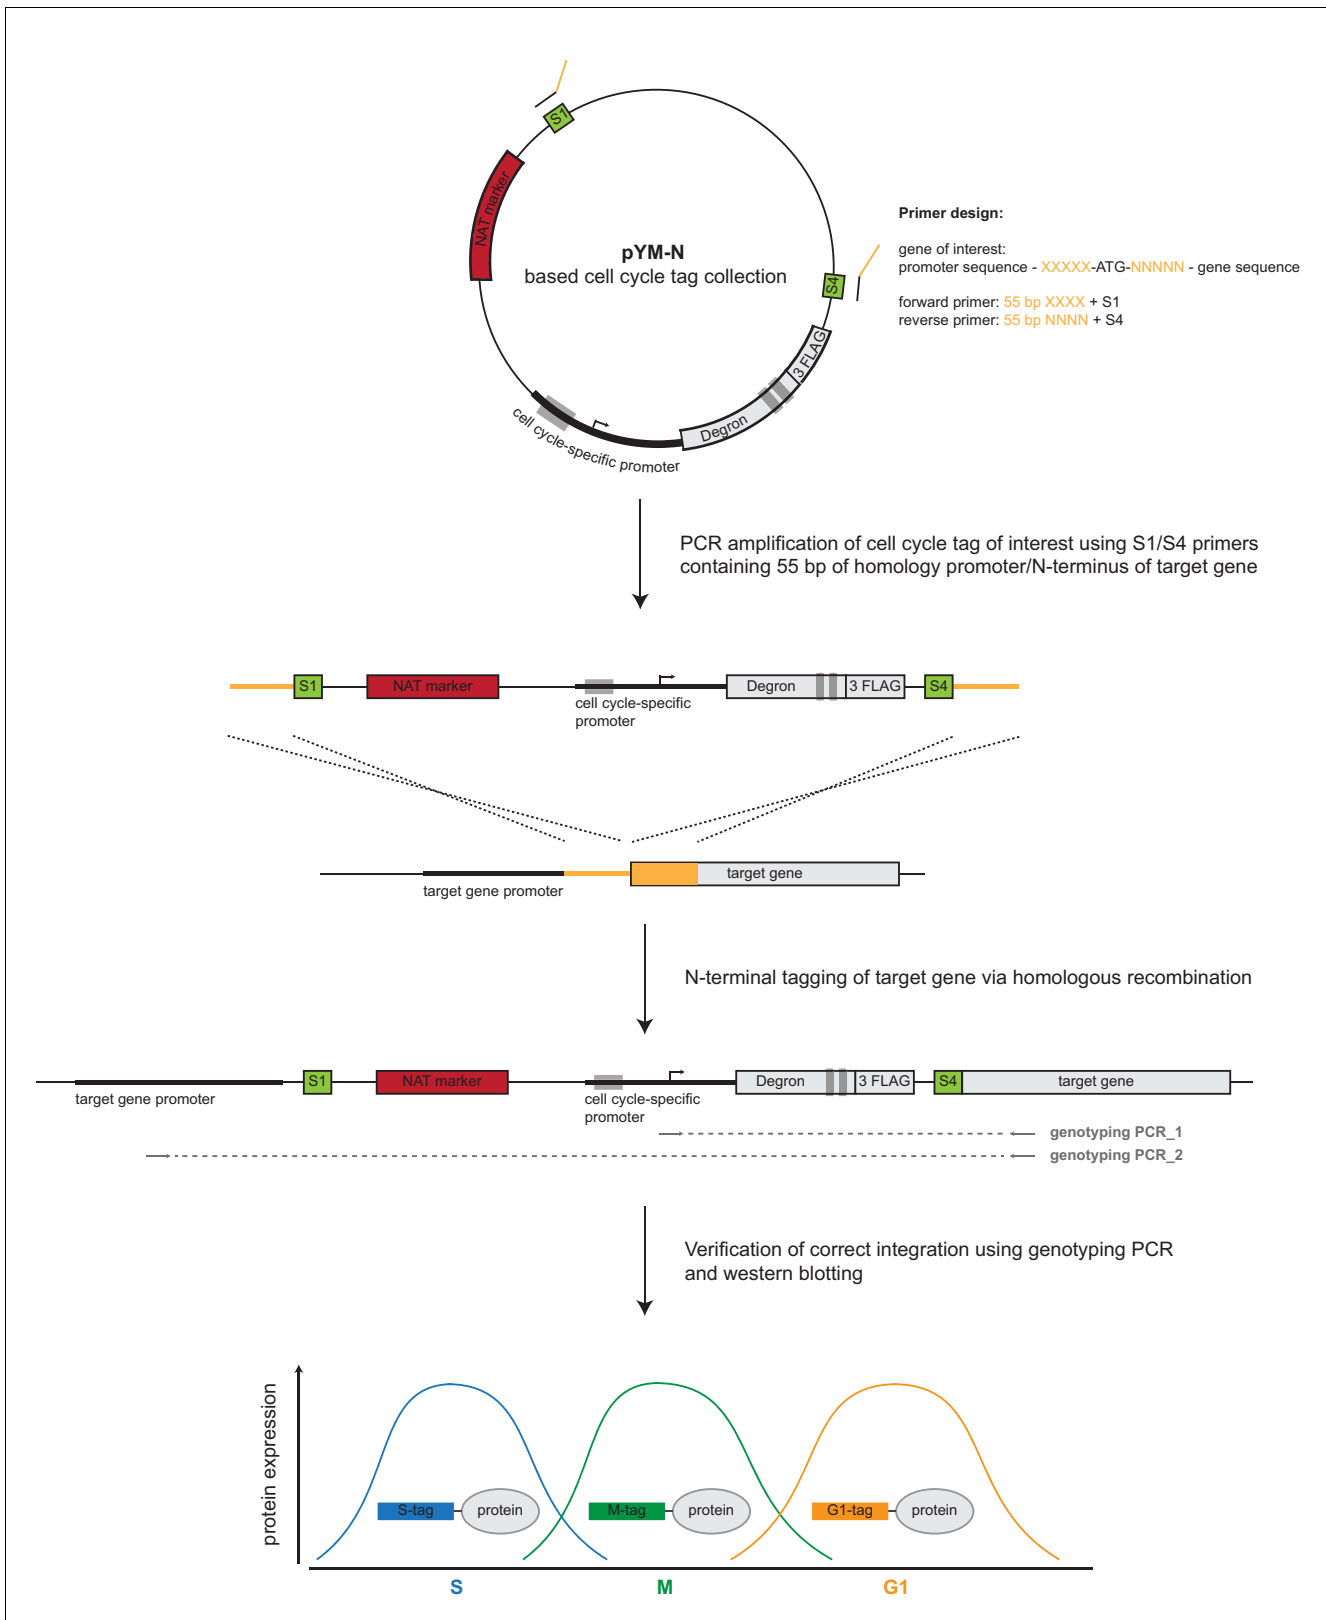 S1
NAT marker
pYM-N
based cell cycle tag collection
S4
3 FLAG
Degron
cell cycle-specific promoter
Primer design:
gene of interest:
promoter sequence - XXXXX-ATG-NNNNN - gene sequence
forward primer: 55 bp XXXX + S1
reverse primer: 55 bp NNNN + S4
PCR amplification of cell cycle tag of interest using S1/S4 primers
containing 55 bp of homology promoter/N-terminus of target gene
S1
NAT marker
cell cycle-specific
promoter
Degron
3 FLAG
S4
target gene promoter
target gene
N-terminal tagging of target gene via homologous recombination
target gene promoter
S1
NAT marker
cell cycle-specific
promoter
Degron
3 FLAG
S4
target gene
genotyping PCR_1
genotyping PCR_2
Verification of correct integration using genotyping PCR
and western blotting
protein expression
S-tag
protein
M-tag
protein
G1-tag
protein
S
M
G1